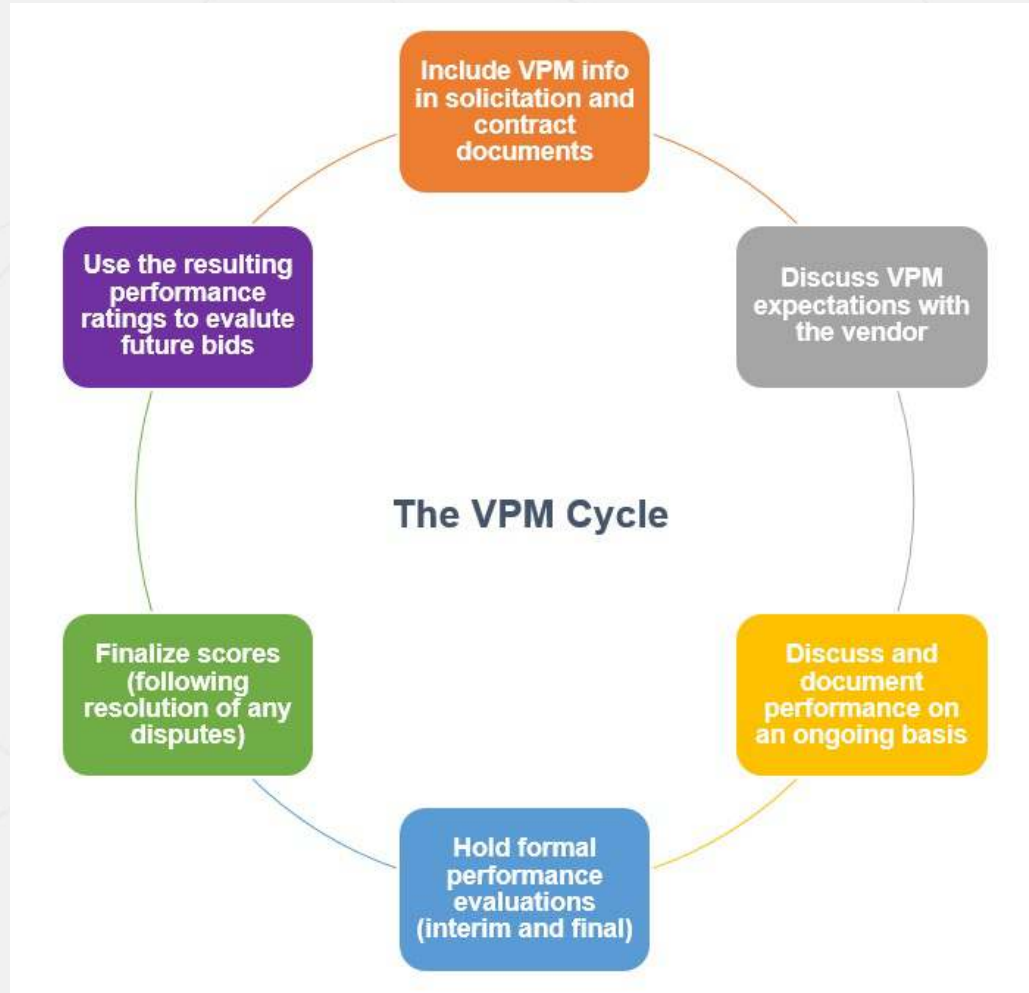 Include VPM info
in solicitation and
contract
documents
Discuss VPM
expectations with
the vendor
Discuss and
document
performance on
an ongoing basis
Hold formal
performance
evaluations
(interim and final)
Finalize scores
(following
resolution of any
disputes)
Use the resulting
performance
ratings to evalute
future bids
The VPM Cycle